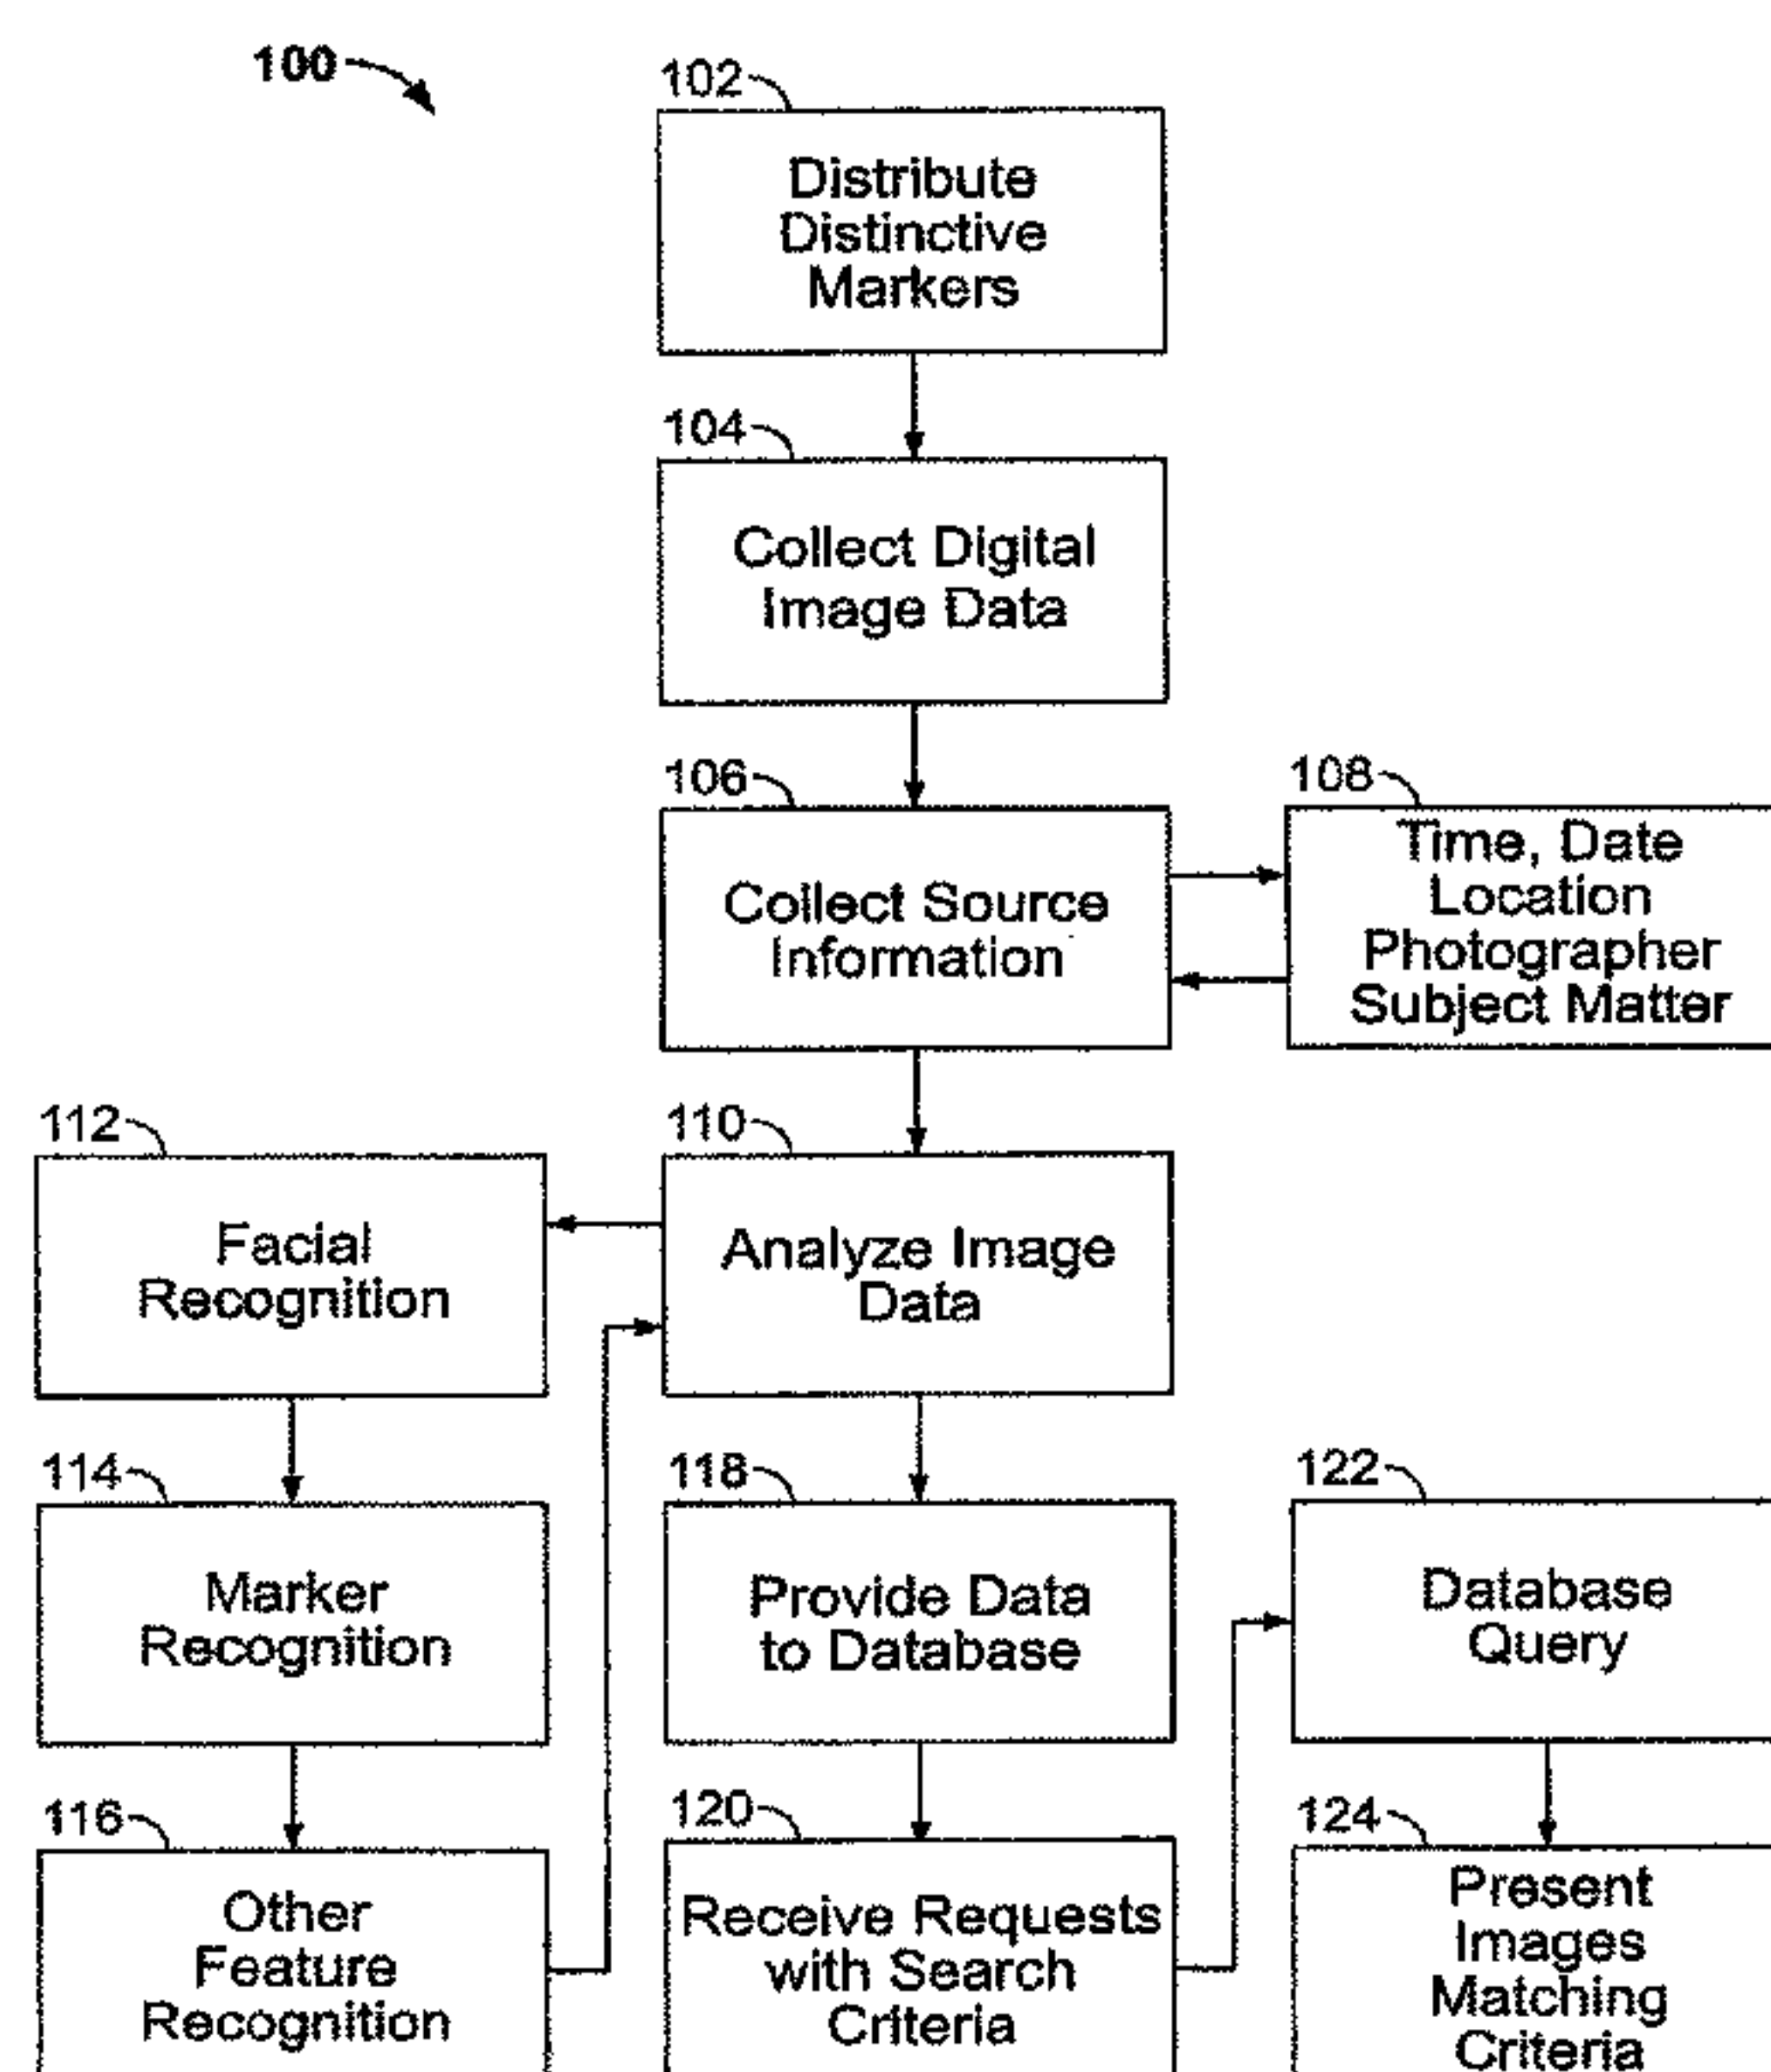 100
102
Distribute
Distinctive
Markers
104
Collect Digital
Image Data
106
Collect Source
Information
108
Time, Date
Location
Photographer
Subject Matter
110
Analyze Image
Data
112
Facial
Recognition
114
Marker
Recognition
116
Other
Feature
Recognition
118
Provide Data
to Database
120
Receive Requests
with Search
Criteria
122
Database
Query
124
Present
Images
Matching
Criteria